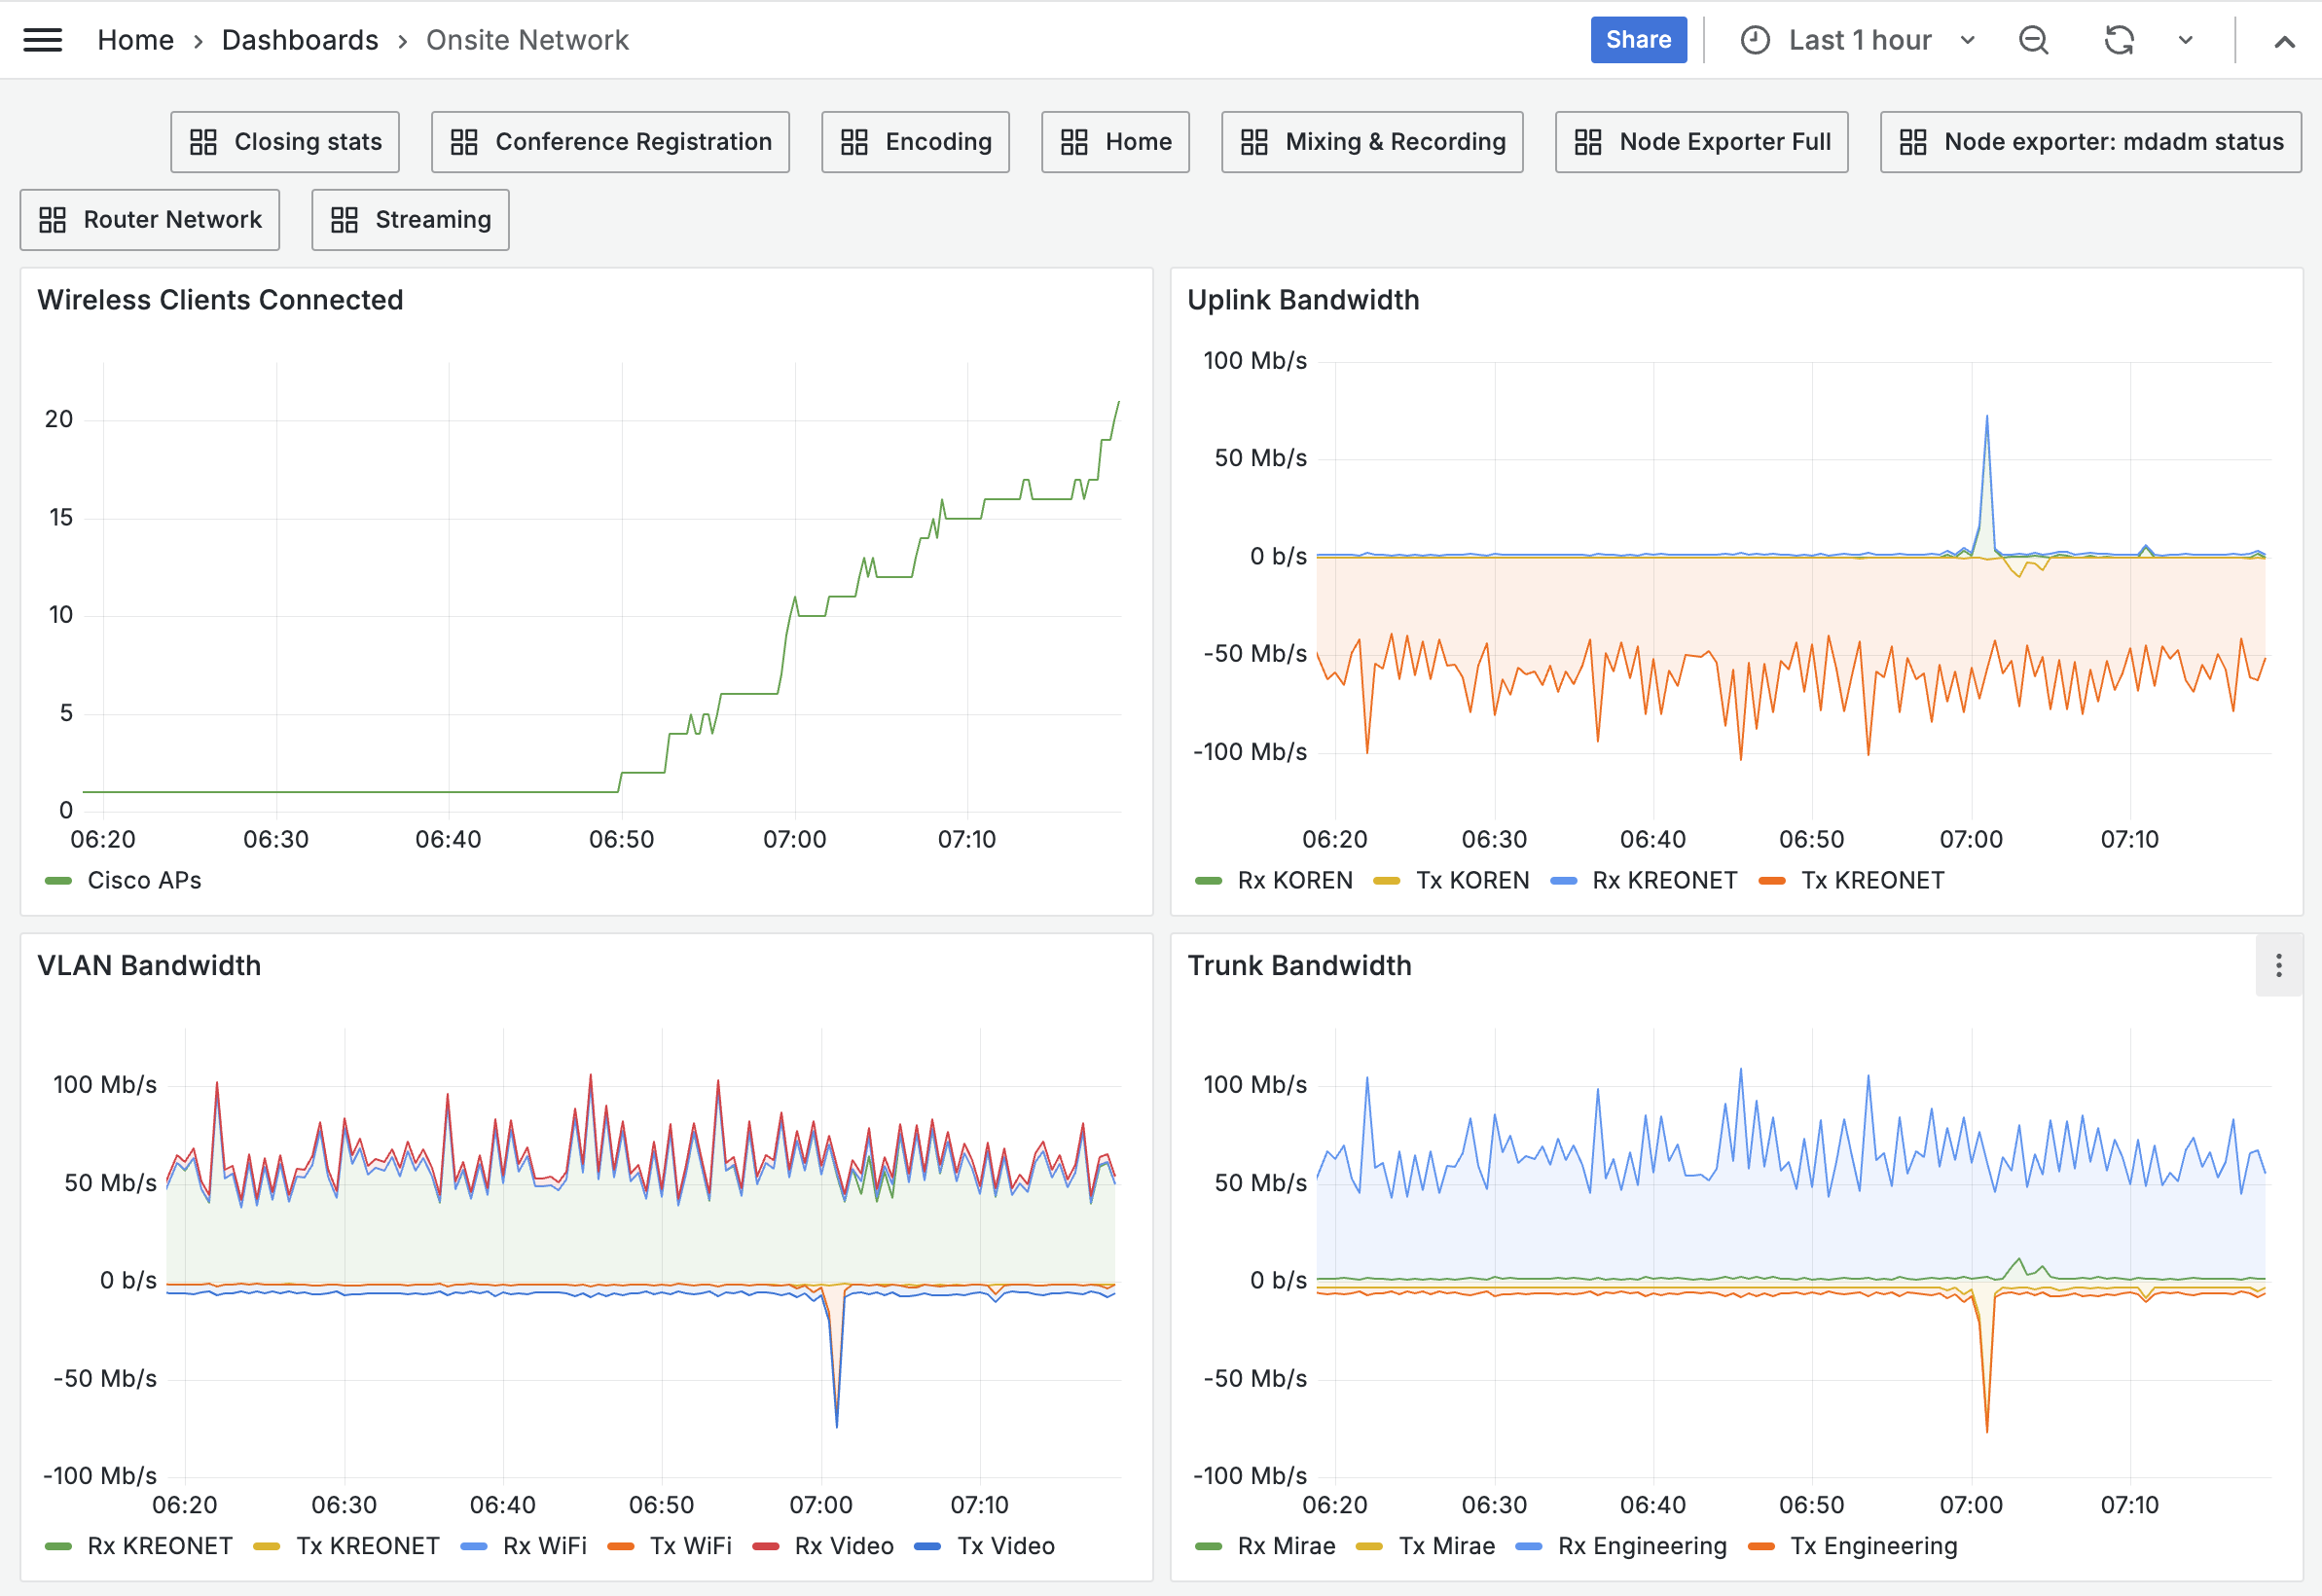 Home › Dashboards › Onsite Network
Share
Last 1 hour
Closing stats
Conference Registration
Encoding
Home
Mixing & Recording
Node Exporter Full
Node exporter: mdadm status
Router Network
Streaming
Wireless Clients Connected
20
15
10
5
0
06:20 06:30 06:40 06:50 07:00 07:10
Cisco APs
Uplink Bandwidth
100 Mb/s
50 Mb/s
0 b/s
-50 Mb/s
-100 Mb/s
06:20 06:30 06:40 06:50 07:00 07:10
Rx KOREN Tx KOREN Rx KREONET Tx KREONET
VLAN Bandwidth
100 Mb/s
50 Mb/s
0 b/s
-50 Mb/s
-100 Mb/s
06:20 06:30 06:40 06:50 07:00 07:10
Rx KREONET Tx KREONET Rx WiFi Tx WiFi Rx Video Tx Video
Trunk Bandwidth
100 Mb/s
50 Mb/s
0 b/s
-50 Mb/s
-100 Mb/s
06:20 06:30 06:40 06:50 07:00 07:10
Rx Mirae Tx Mirae Rx Engineering Tx Engineering